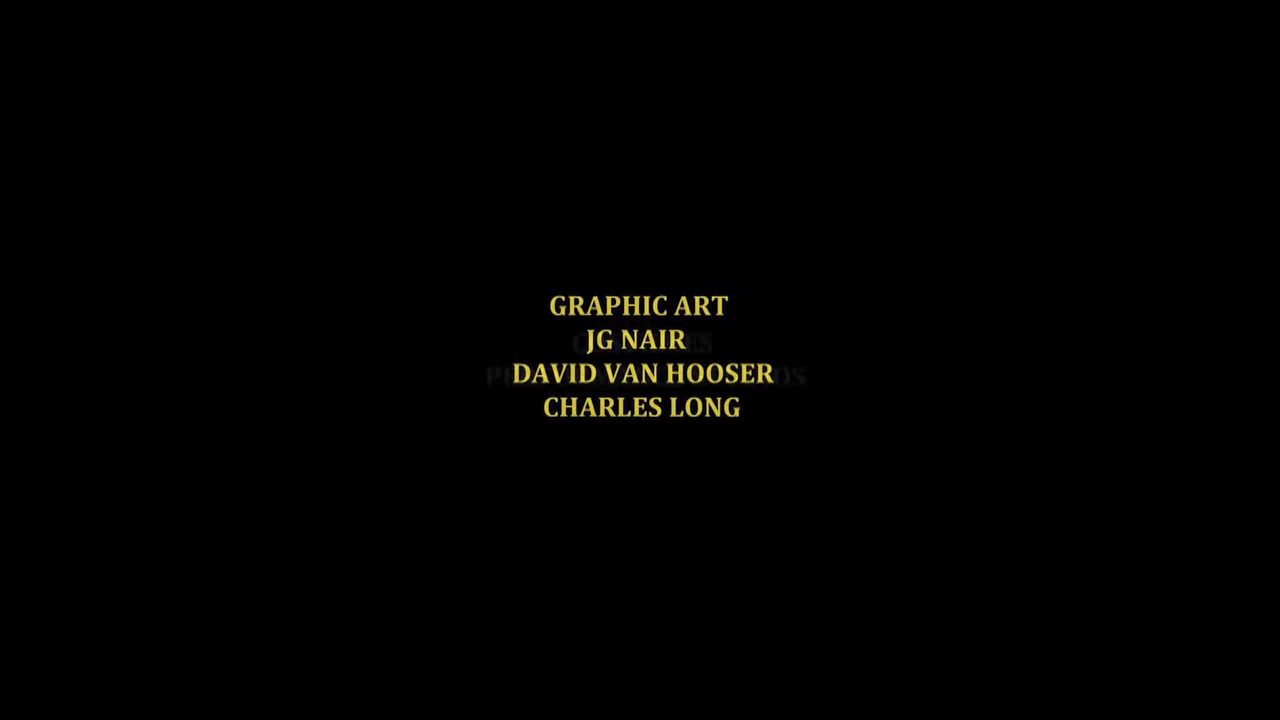 GRAPHIC ART
JG NAIR
DAVID VAN HOOSER
CHARLES LONG